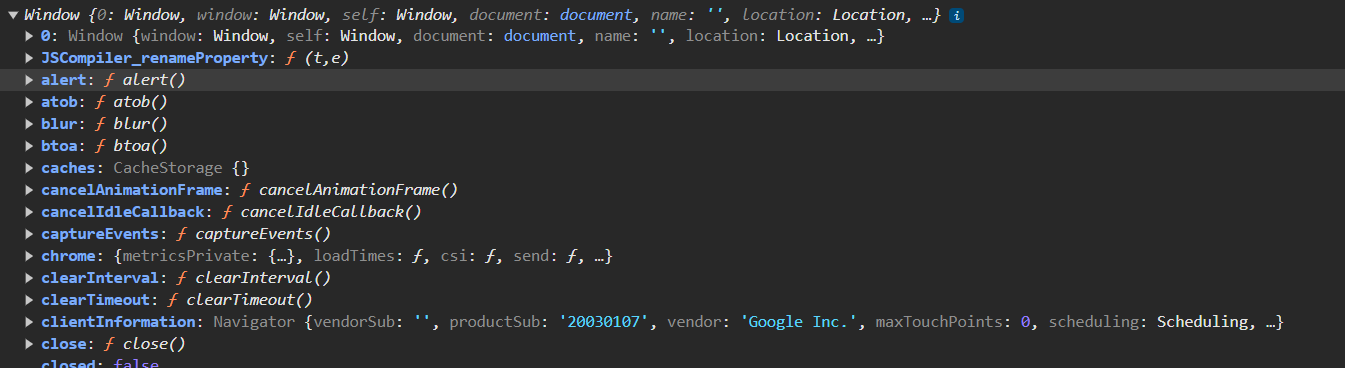 ▼ Window {0: Window, window: Window, self: Window, document: document, name: '', location: Location, …} i
▶ 0: Window {window: Window, self: Window, document: document, name: '', location: Location, …}
▶ JSCompiler_renameProperty: ƒ (t,e)
▶ alert: ƒ alert()
▶ atob: ƒ atob()
▶ blur: ƒ blur()
▶ btoa: ƒ btoa()
▶ caches: CacheStorage {}
▶ cancelAnimationFrame: ƒ cancelAnimationFrame()
▶ cancelIdleCallback: ƒ cancelIdleCallback()
▶ captureEvents: ƒ captureEvents()
▶ chrome: {metricsPrivate: {…}, loadTimes: ƒ, csi: ƒ, send: ƒ, …}
▶ clearInterval: ƒ clearInterval()
▶ clearTimeout: ƒ clearTimeout()
▶ clientInformation: Navigator {vendorSub: '', productSub: '20030107', vendor: 'Google Inc.', maxTouchPoints: 0, scheduling: Scheduling, …}
▶ close: ƒ close()
closed: false